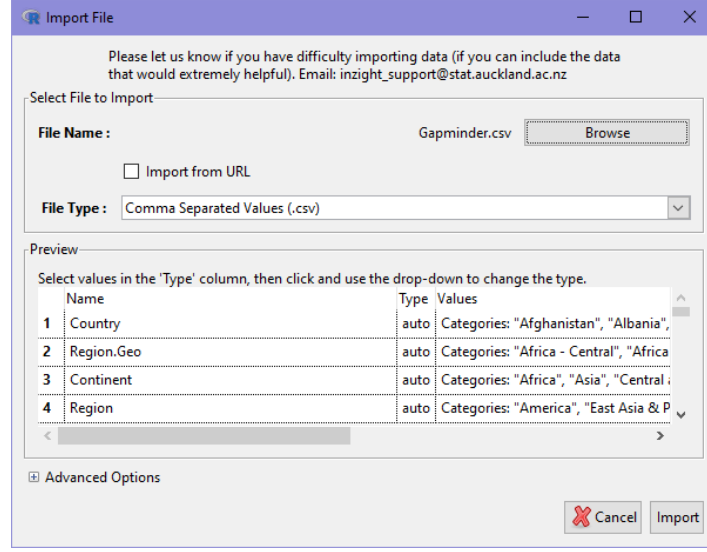 Import File
Please let us know if you have difficulty importing data (if you can include the data
that would extremely helpful). Email: inzight_support@stat.auckland.ac.nz
Select File to Import
File Name : Gapminder.csv Browse
Import from URL
File Type : Comma Separated Values (.csv)
Preview
Select values in the 'Type' column, then click and use the drop-down to change the type.
Name Type Values
1 Country auto Categories: "Afghanistan", "Albania",
2 Region.Geo auto Categories: "Africa - Central", "Africa
3 Continent auto Categories: "Africa", "Asia", "Central
4 Region auto Categories: "America", "East Asia & P
Advanced Options
Cancel Import